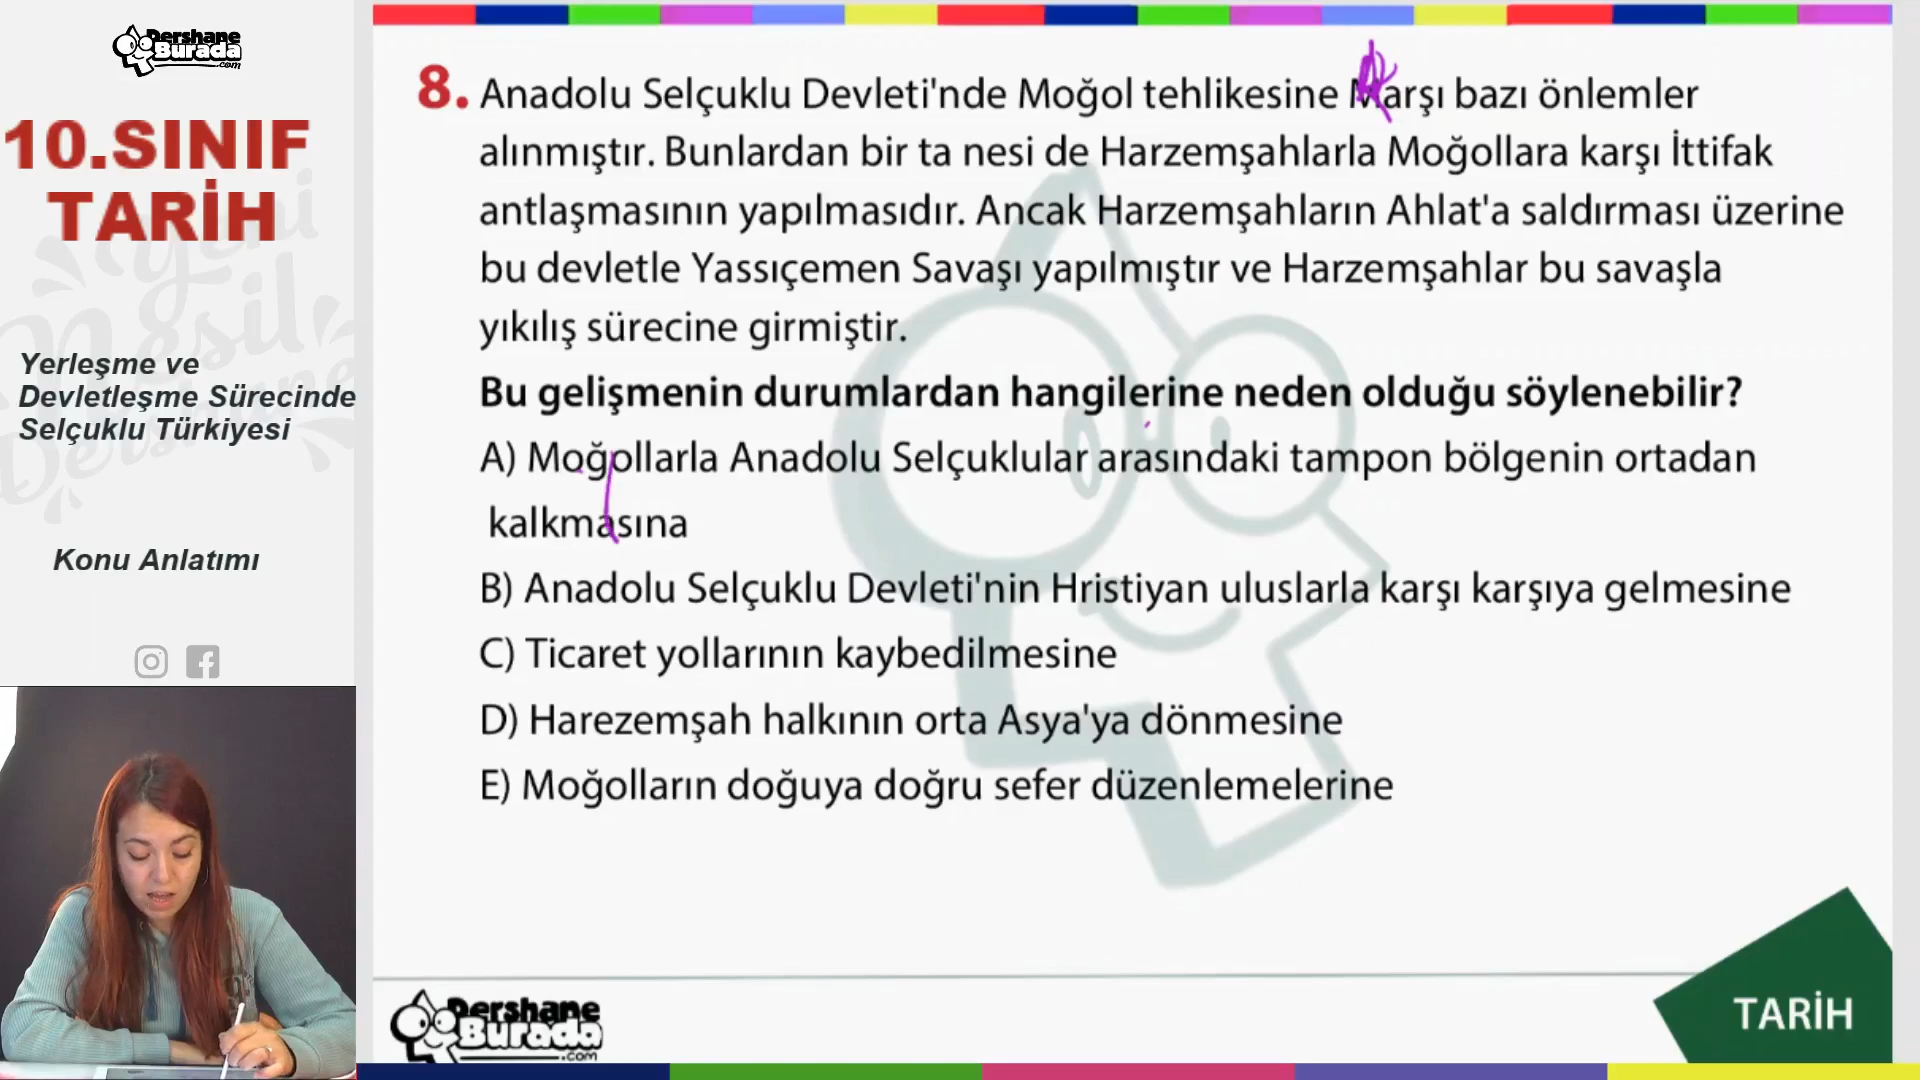 Dershane
Burada
.com
10.SINIF
TARİH
Yeni
Nesil
Dershane
Yerleşme ve
Devletleşme Sürecinde
Selçuklu Türkiyesi
Konu Anlatımı
8. Anadolu Selçuklu Devleti'nde Moğol tehlikesine Marşı bazı önlemler
alınmıştır. Bunlardan bir ta nesi de Harzemşahlarla Moğollara karşı İttifak
antlaşmasının yapılmasıdır. Ancak Harzemşahların Ahlat'a saldırması üzerine
bu devletle Yassıçemen Savaşı yapılmıştır ve Harzemşahlar bu savaşla
yıkılış sürecine girmiştir.
Bu gelişmenin durumlardan hangilerine neden olduğu söylenebilir?
A) Moğollarla Anadolu Selçuklular arasındaki tampon bölgenin ortadan
kalkmasına
B) Anadolu Selçuklu Devleti'nin Hristiyan uluslarla karşı karşıya gelmesine
C) Ticaret yollarının kaybedilmesine
D) Harezemşah halkının orta Asya'ya dönmesine
E) Moğolların doğuya doğru sefer düzenlemelerine
Dershane
Burada
.com
TARİH